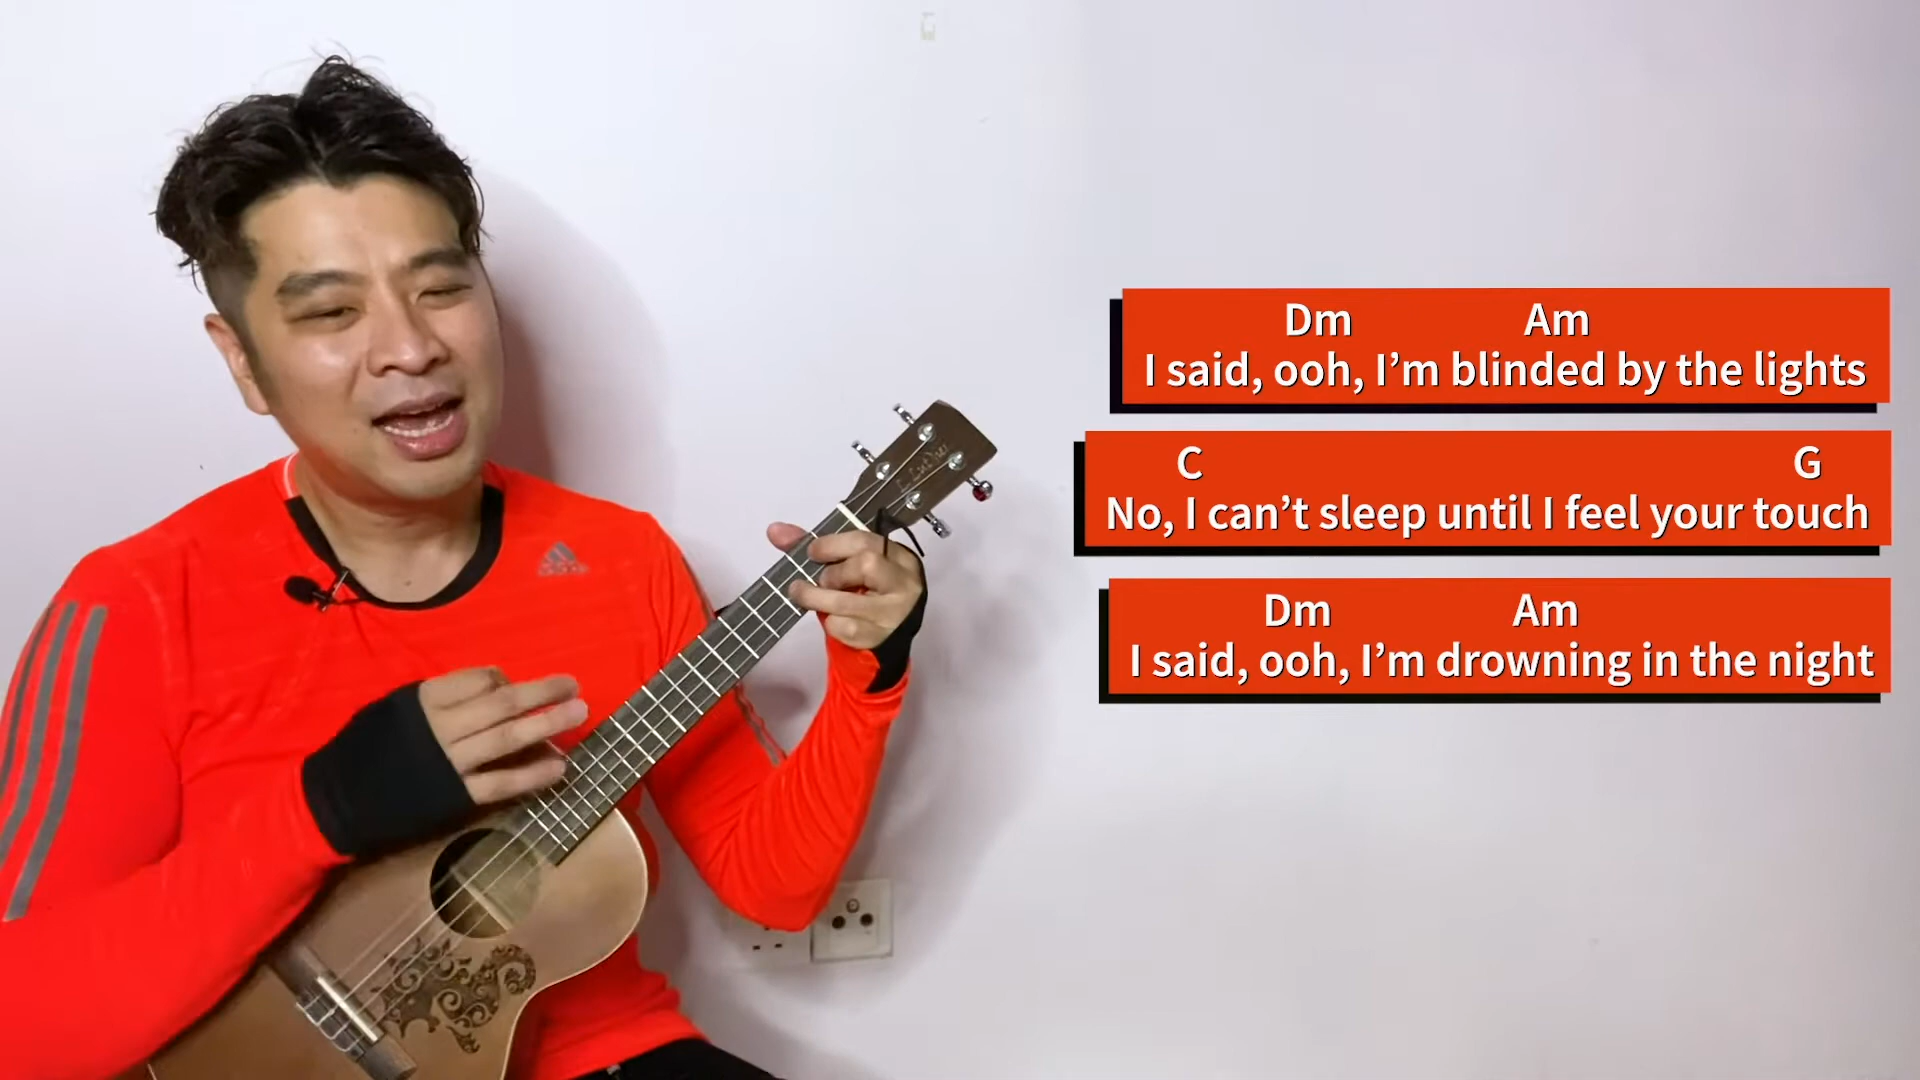 Dm Am
I said, ooh, I’m blinded by the lights
C G
No, I can’t sleep until I feel your touch
Dm Am
I said, ooh, I’m drowning in the night